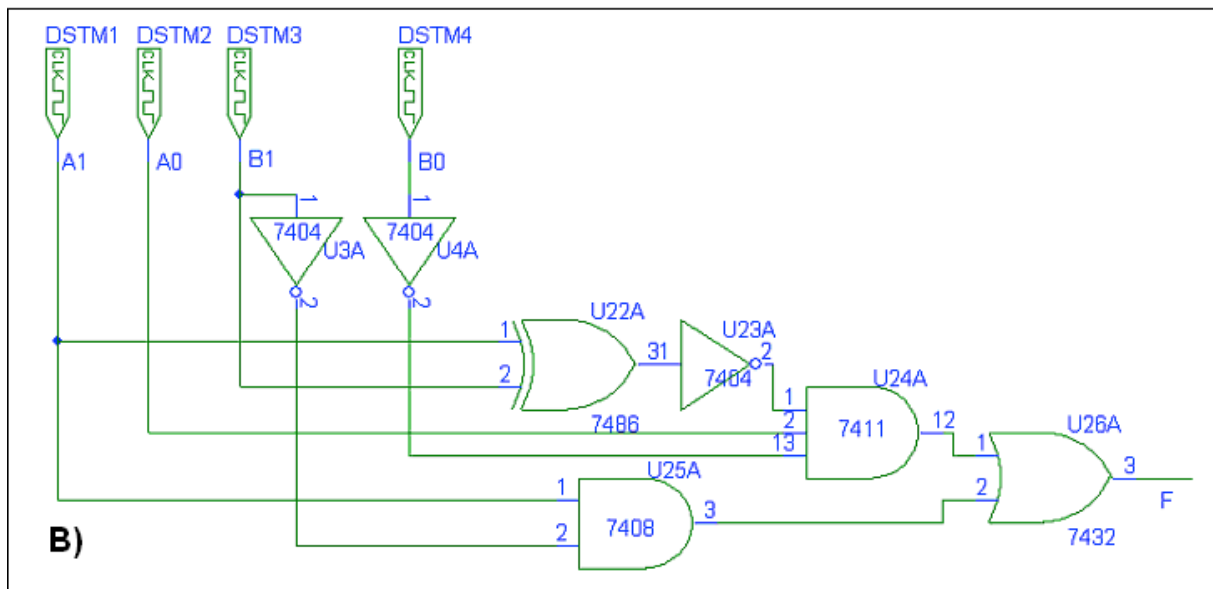 DSTM1 DSTM2 DSTM3 DSTM4
CLK CLK CLK CLK
A1 A0 B1 B0
1 1
7404 7404
U3A U4A
2 2
U22A
1 31 U23A 2
2 7404 U24A
7486 1 12
2 7411 U26A
13 1
U25A 3
1 2 F
7408 3
2 7432
B)